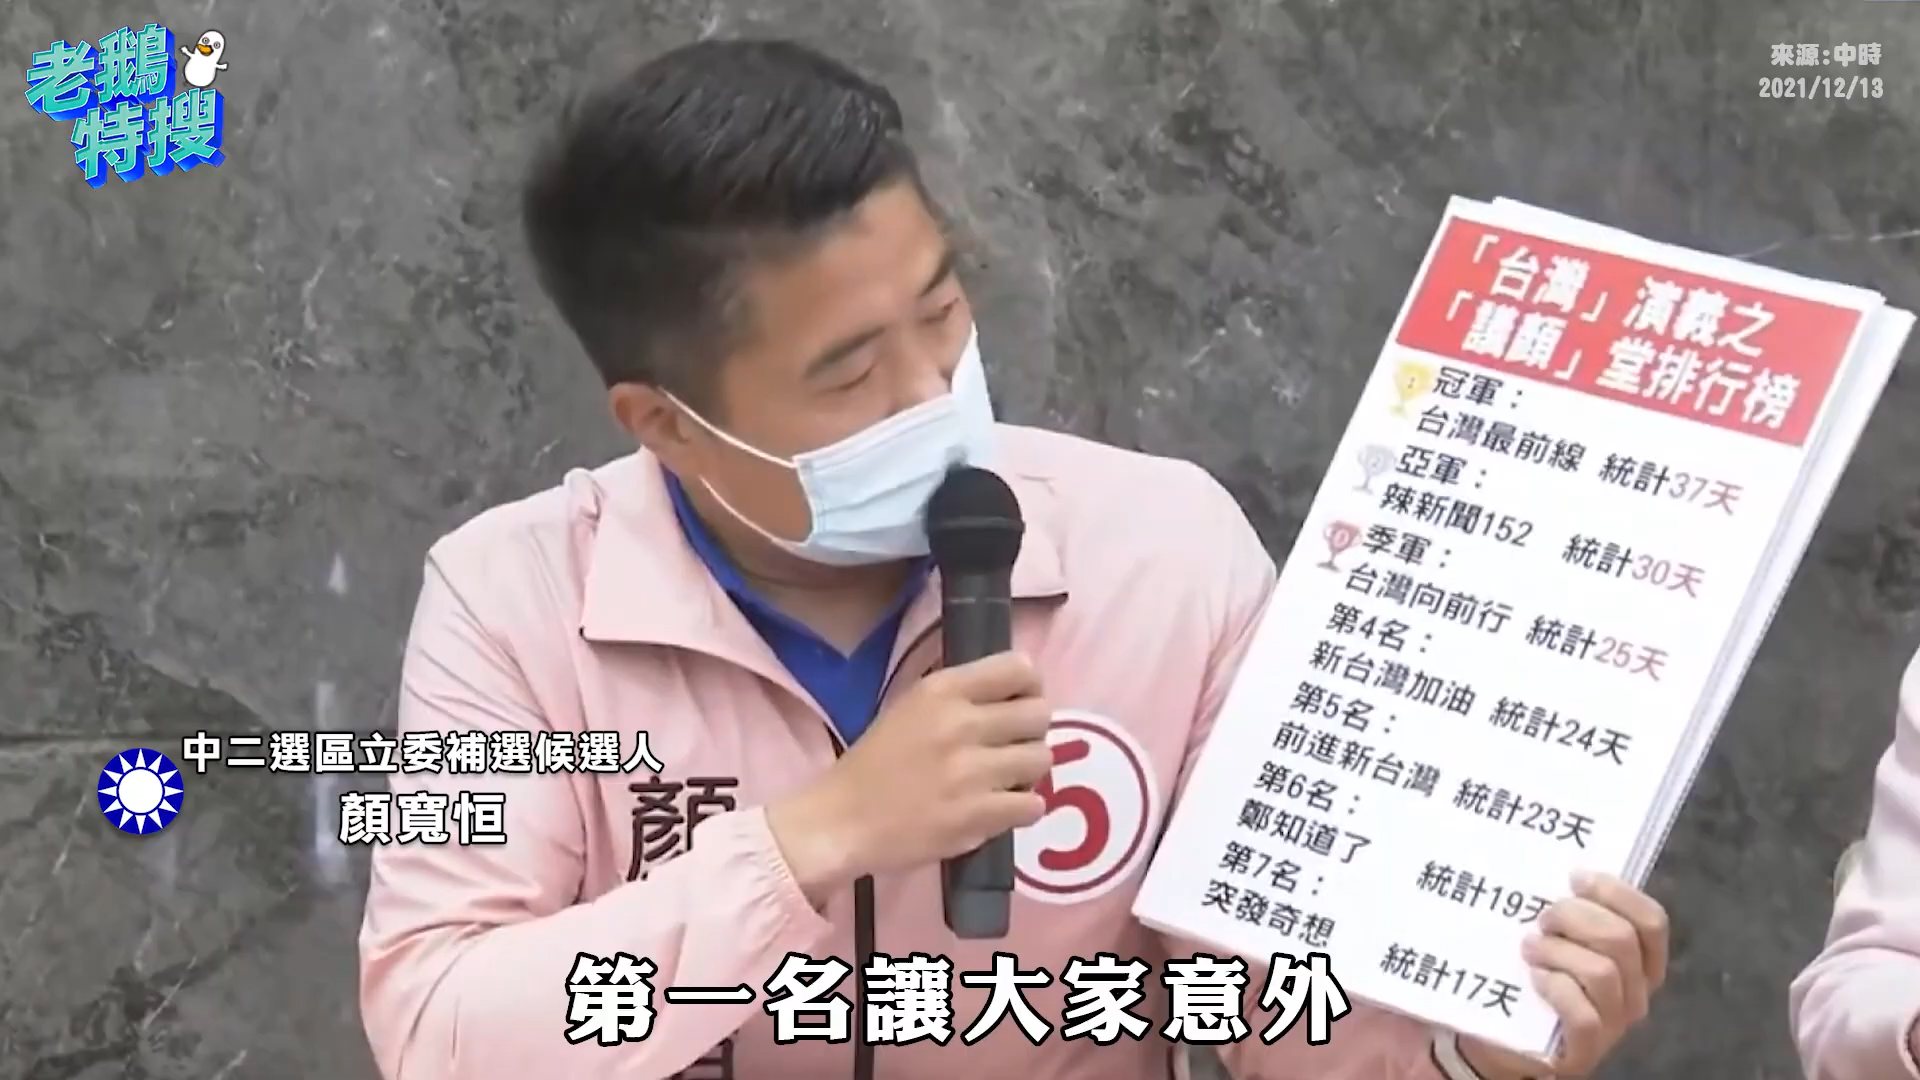 老鵝
特搜
來源:中時
2021/12/13
「台灣」演義之
「議顏」堂排行榜
冠軍：
台灣最前線 統計37天
亞軍：
辣新聞152 統計30天
季軍：
台灣向前行 統計25天
第4名：
新台灣加油 統計24天
第5名：
前進新台灣 統計23天
第6名：
鄭知道了 統計19天
第7名：
突發奇想 統計17天
中二選區立委補選候選人
顏寬恒
顏
5
第一名讓大家意外